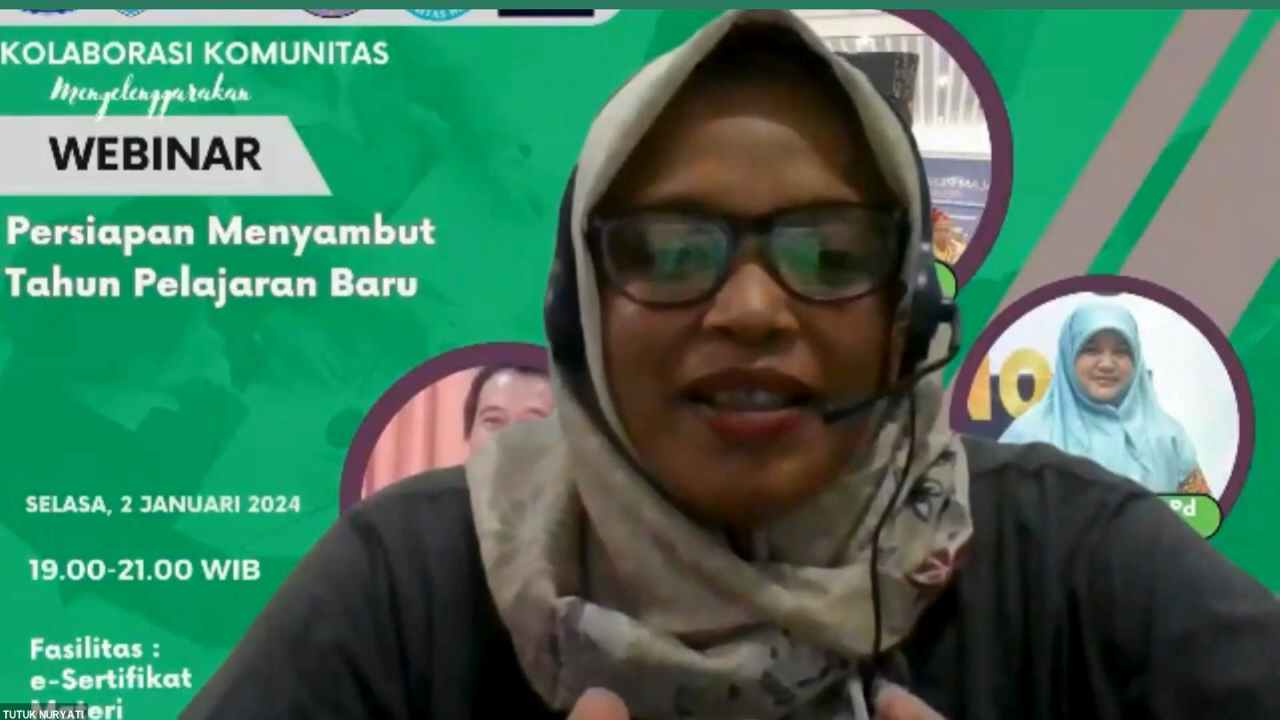 KOLABORASI KOMUNITAS
Menyelenggarakan
WEBINAR
Persiapan Menyambut
Tahun Pelajaran Baru
SELASA, 2 JANUARI 2024
19.00-21.00 WIB
Fasilitas :
e-Sertifikat
Materi
TUTUK NURYATI